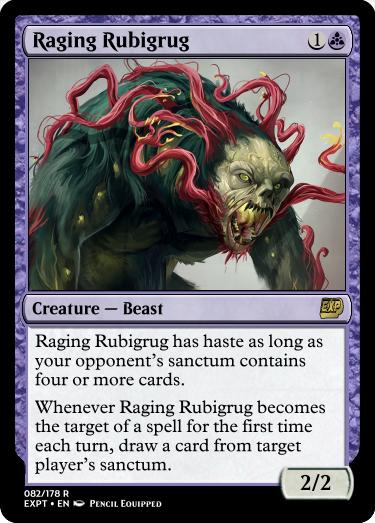 Raging Rubigrug 1
Creature — Beast EXP
Raging Rubigrug has haste as long as
your opponent's sanctum contains
four or more cards.
Whenever Raging Rubigrug becomes
the target of a spell for the first time
each turn, draw a card from target
player's sanctum.
2/2
082/178 R
EXPT • EN Pencil Equipped